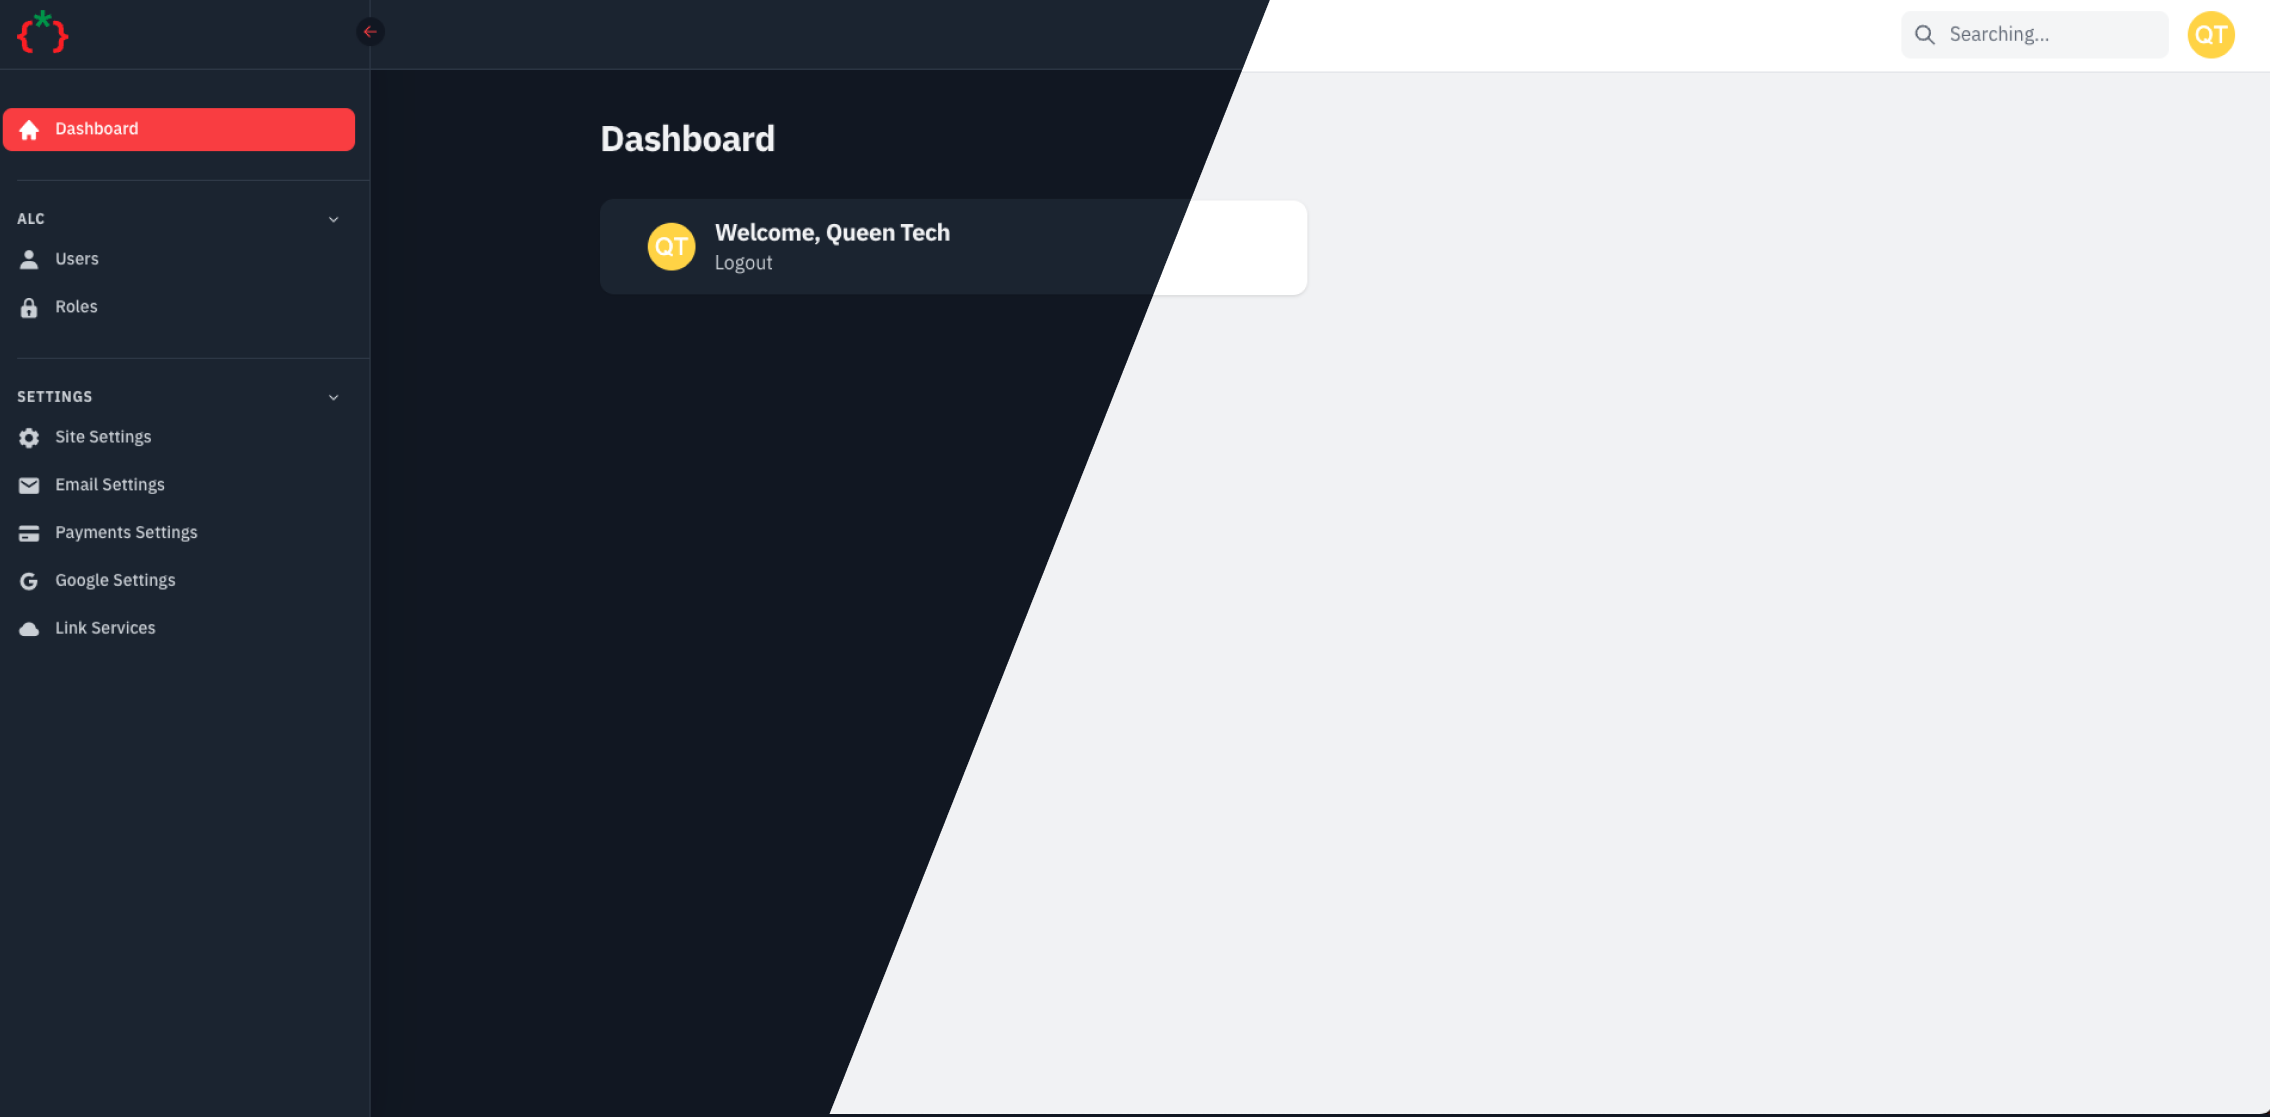 Searching...
QT
Dashboard
ALC
Users
Roles
SETTINGS
Site Settings
Email Settings
Payments Settings
Google Settings
Link Services
Dashboard
QT
Welcome, Queen Tech
Logout